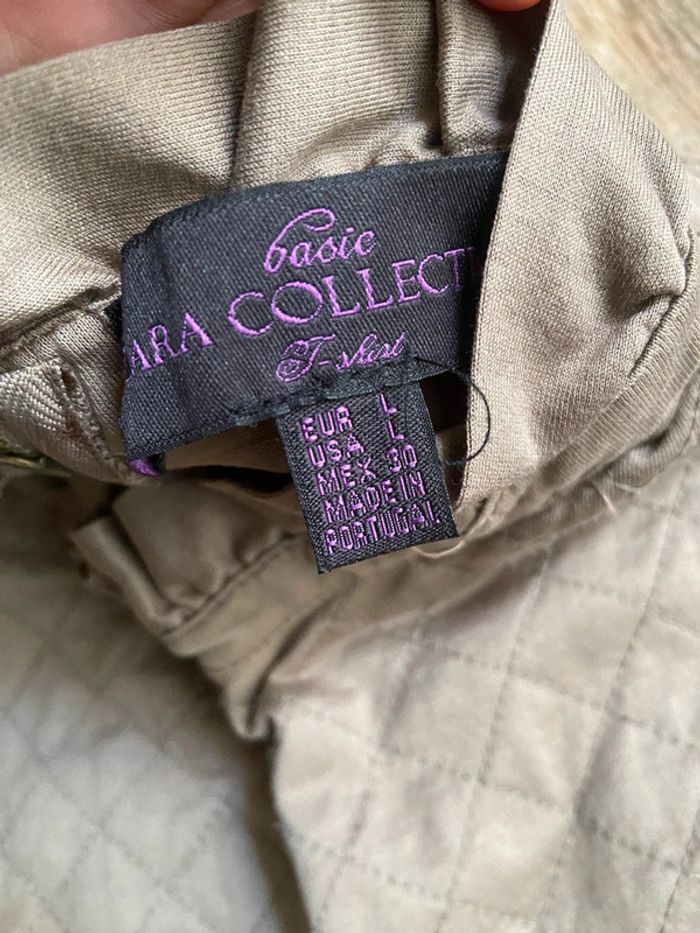 basic
ARA COLLECT
T-shirt
EUR L
USA L
MEX 30
MADE IN
PORTUGAL